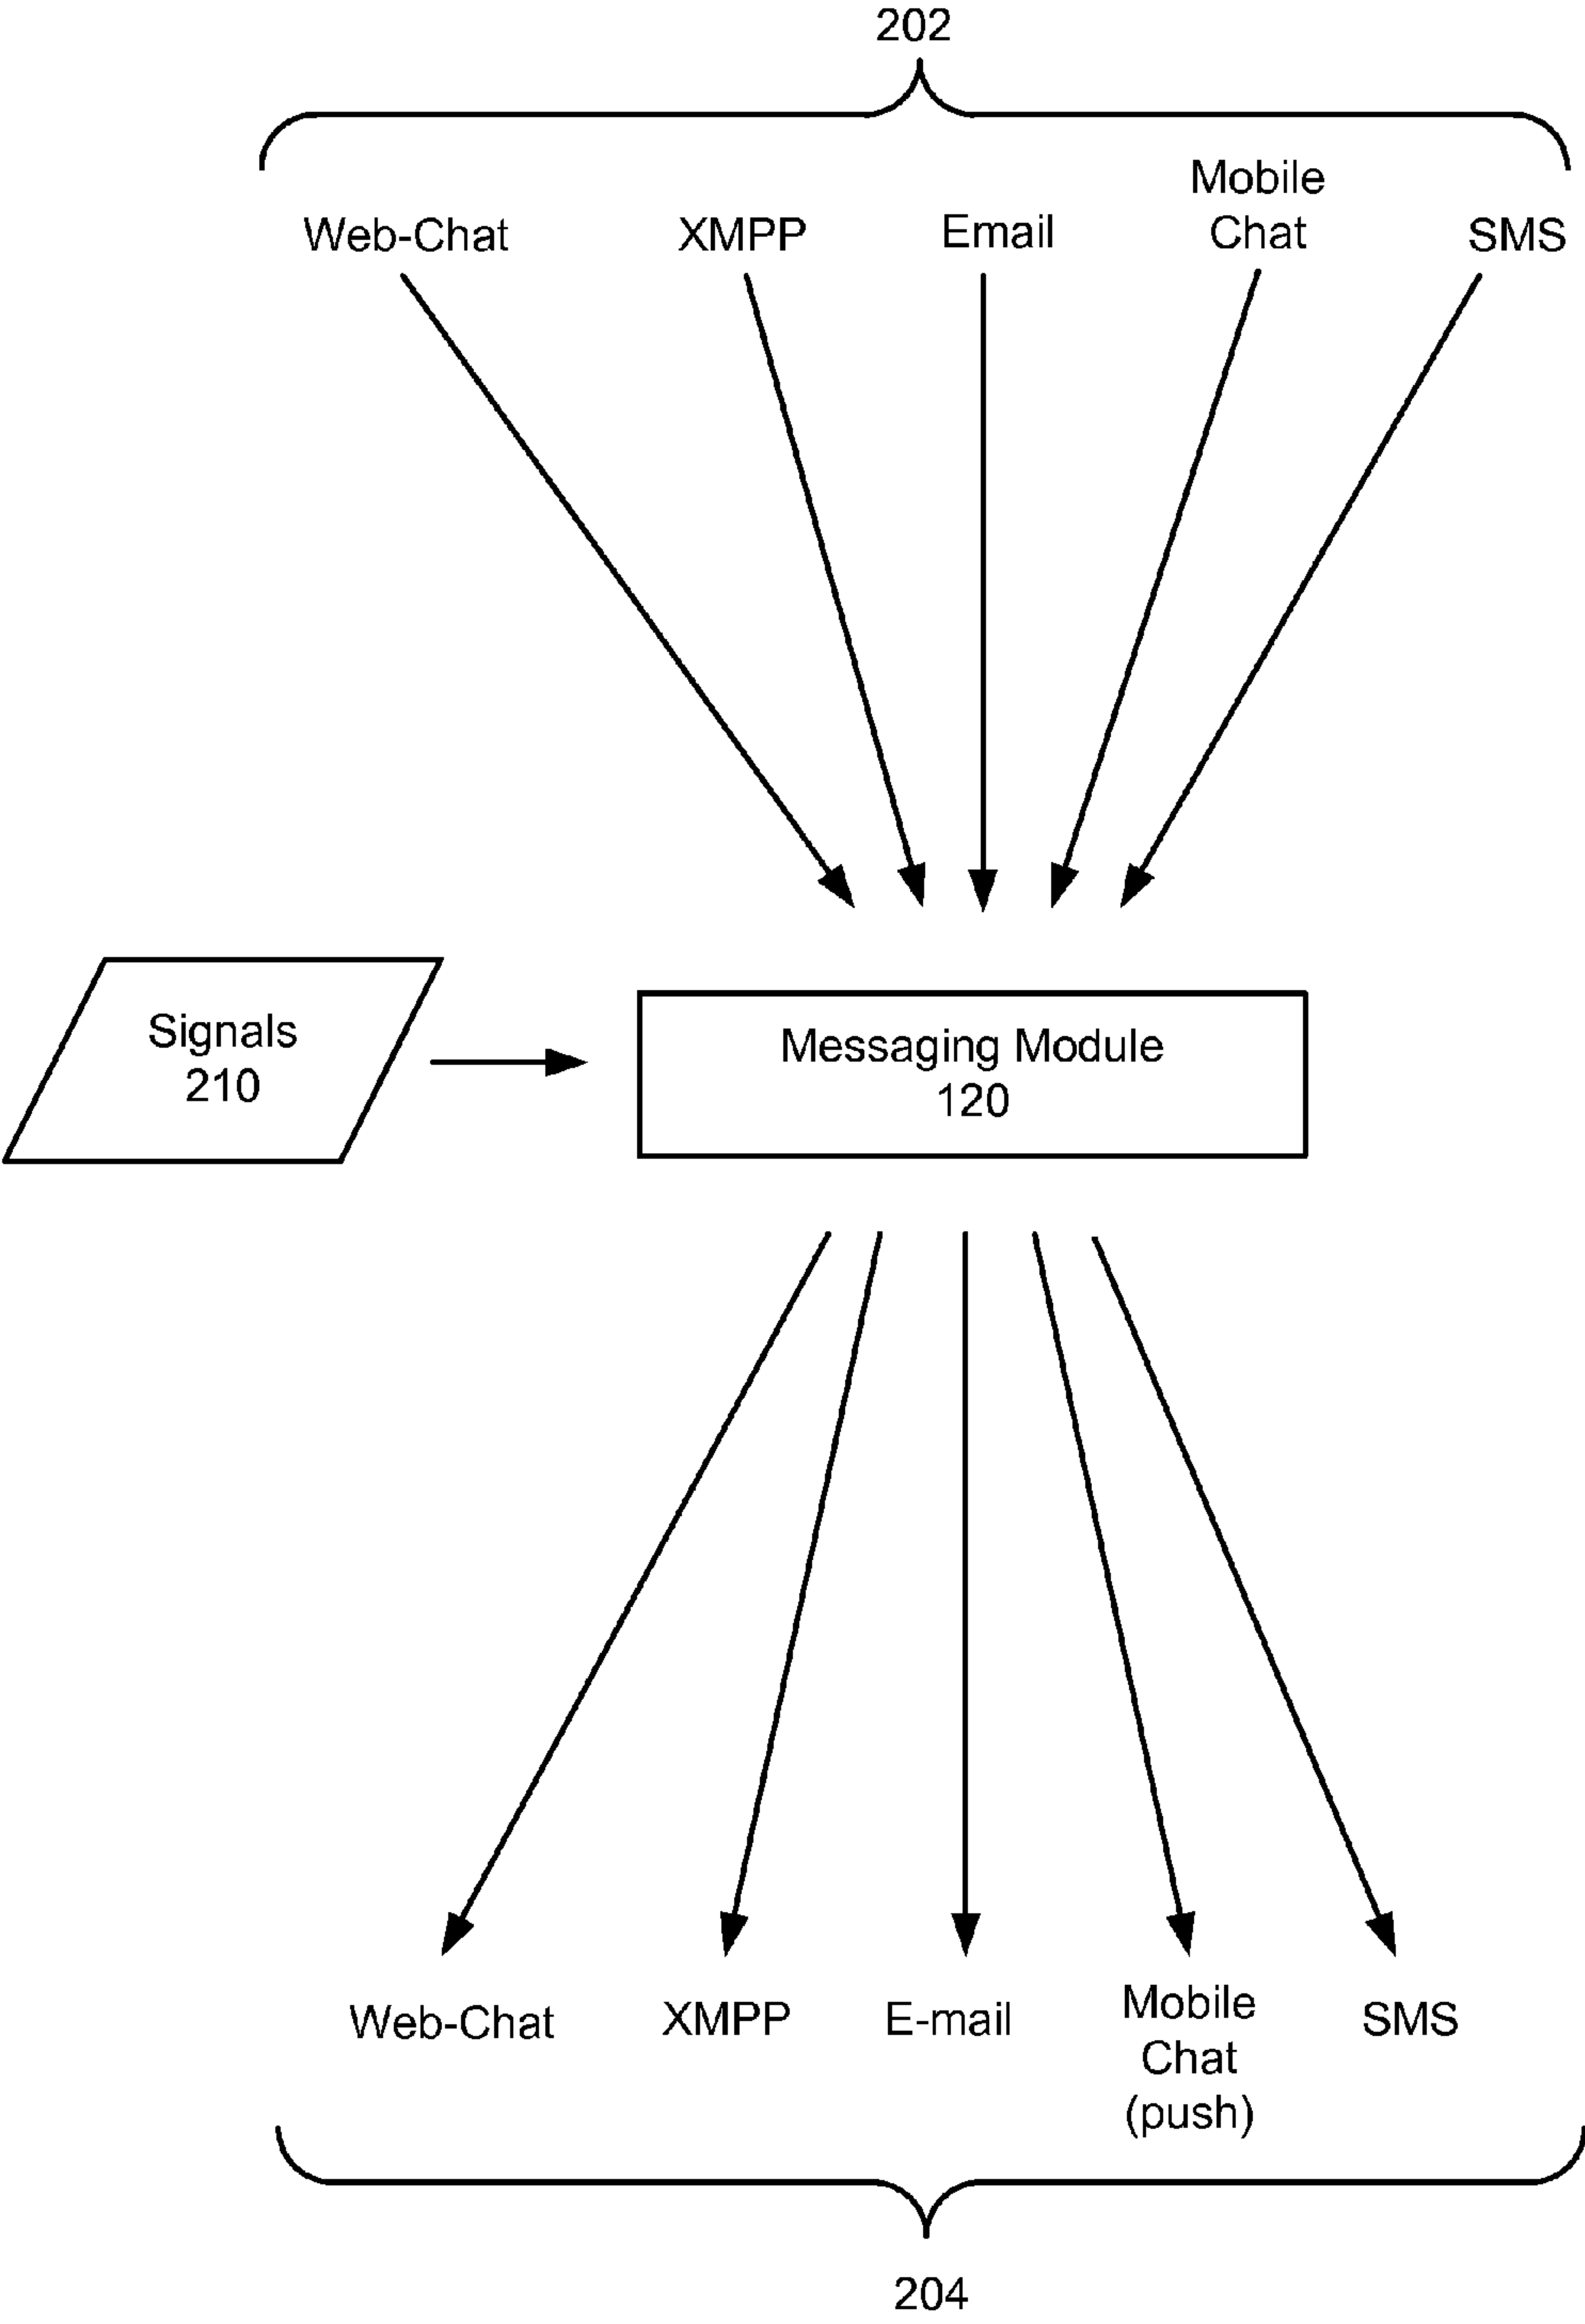 202
Web-Chat
XMPP
Email
Mobile
Chat
SMS
Signals
210
Messaging Module
120
Web-Chat
XMPP
E-mail
Mobile
Chat
(push)
SMS
204